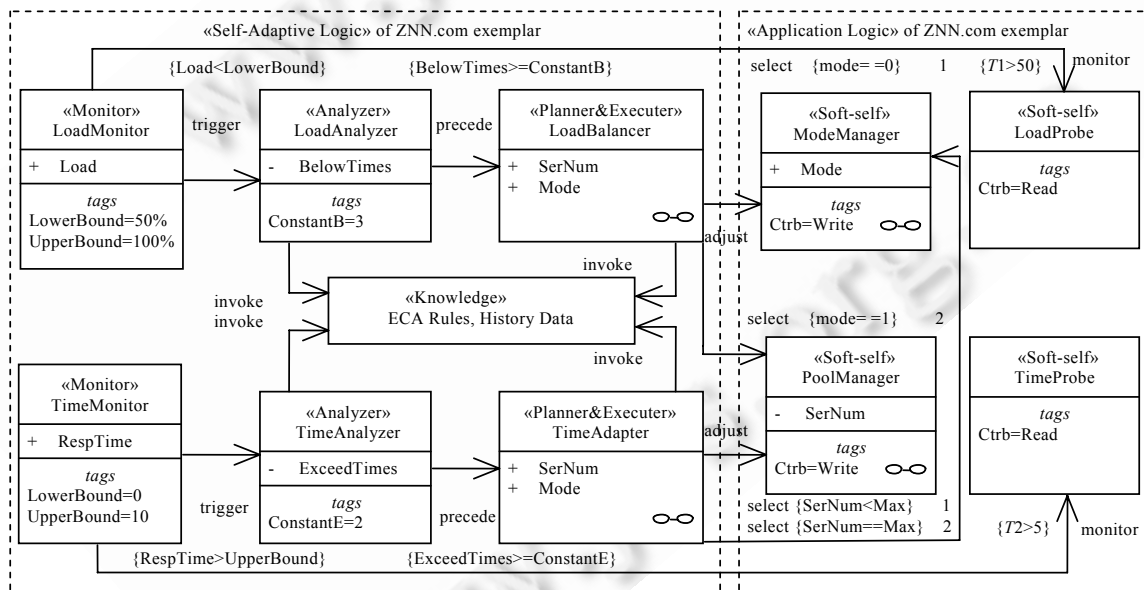 «Self-Adaptive Logic» of ZNN.com exemplar
«Application Logic» of ZNN.com exemplar
{Load<LowerBound}
{BelowTimes>=ConstantB}
select {mode= =0} 1 {T1>50}
monitor
«Monitor»
LoadMonitor
+ Load
tags
LowerBound=50%
UpperBound=100%
trigger
«Analyzer»
LoadAnalyzer
- BelowTimes
tags
ConstantB=3
precede
«Planner&Executer»
LoadBalancer
+ SerNum
+ Mode
adjust
«Soft-self»
ModeManager
+ Mode
tags
Ctrb=Write
«Soft-self»
LoadProbe
tags
Ctrb=Read
invoke
invoke
invoke
«Knowledge»
ECA Rules, History Data
invoke
select {mode= =1} 2
«Monitor»
TimeMonitor
+ RespTime
tags
LowerBound=0
UpperBound=10
trigger
«Analyzer»
TimeAnalyzer
- ExceedTimes
tags
ConstantE=2
precede
«Planner&Executer»
TimeAdapter
+ SerNum
+ Mode
adjust
«Soft-self»
PoolManager
- SerNum
tags
Ctrb=Write
«Soft-self»
TimeProbe
tags
Ctrb=Read
select {SerNum<Max} 1
select {SerNum==Max} 2
{T2>5}
monitor
{RespTime>UpperBound}
{ExceedTimes>=ConstantE}